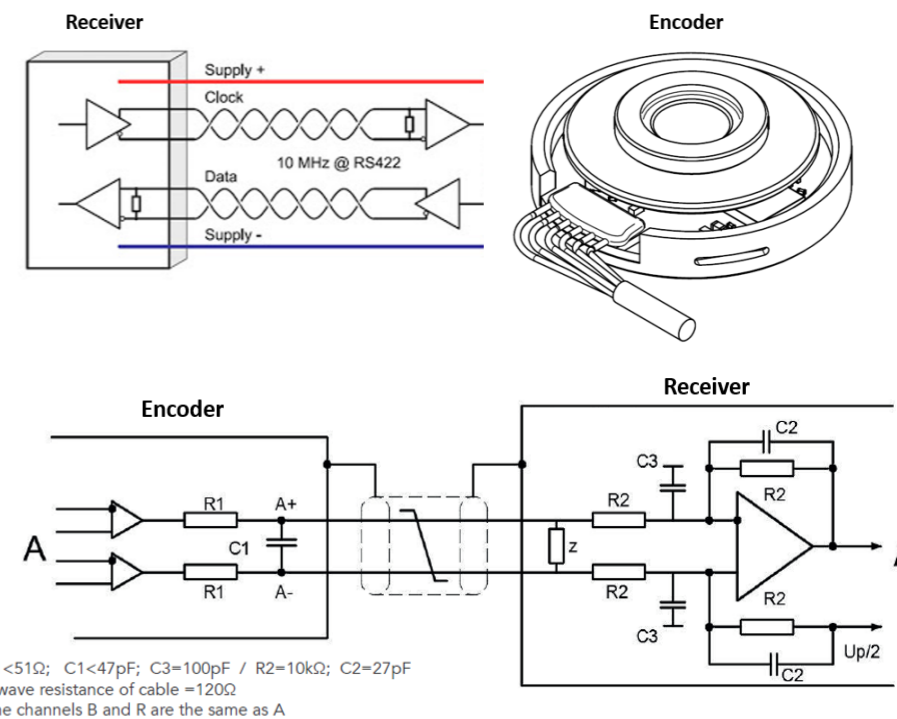 Receiver
Encoder
Supply +
Clock
10 MHz @ RS422
Data
Supply -
Receiver
Encoder
C2
C3
R1
A+
R2
R2
A
C1
z
R1
A-
R2
R2
C3
Up/2
C2
<51Ω; C1<47pF; C3=100pF / R2=10kΩ; C2=27pF
wave resistance of cable =120Ω
channels B and R are the same as A